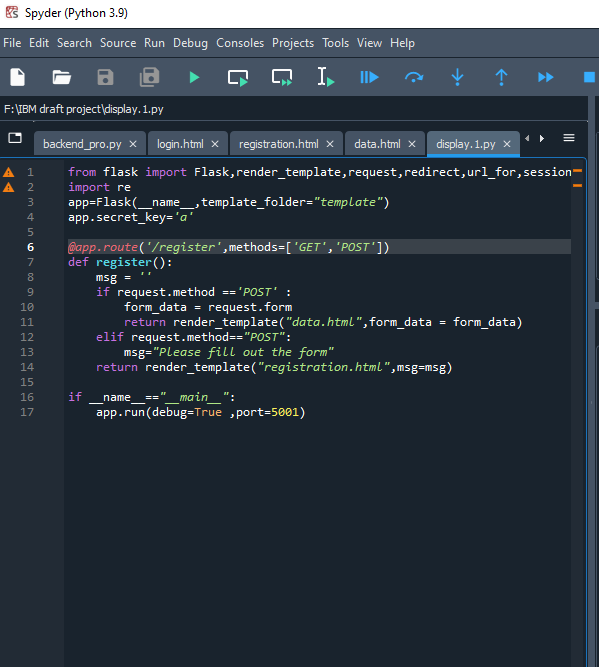 Spyder (Python 3.9)
File Edit Search Source Run Debug Consoles Projects Tools View Help
F:\IBM draft project\display.1.py
backend_pro.py login.html registration.html data.html display.1.py
1 from flask import Flask,render_template,request,redirect,url_for,session
2 import re
3 app=Flask(__name__,template_folder="template")
4 app.secret_key='a'
5
6 @app.route('/register',methods=['GET','POST'])
7 def register():
8 msg = ''
9 if request.method =='POST' :
10 form_data = request.form
11 return render_template("data.html",form_data = form_data)
12 elif request.method=="POST":
13 msg="Please fill out the form"
14 return render_template("registration.html",msg=msg)
15
16 if __name__=="__main__":
17 app.run(debug=True ,port=5001)